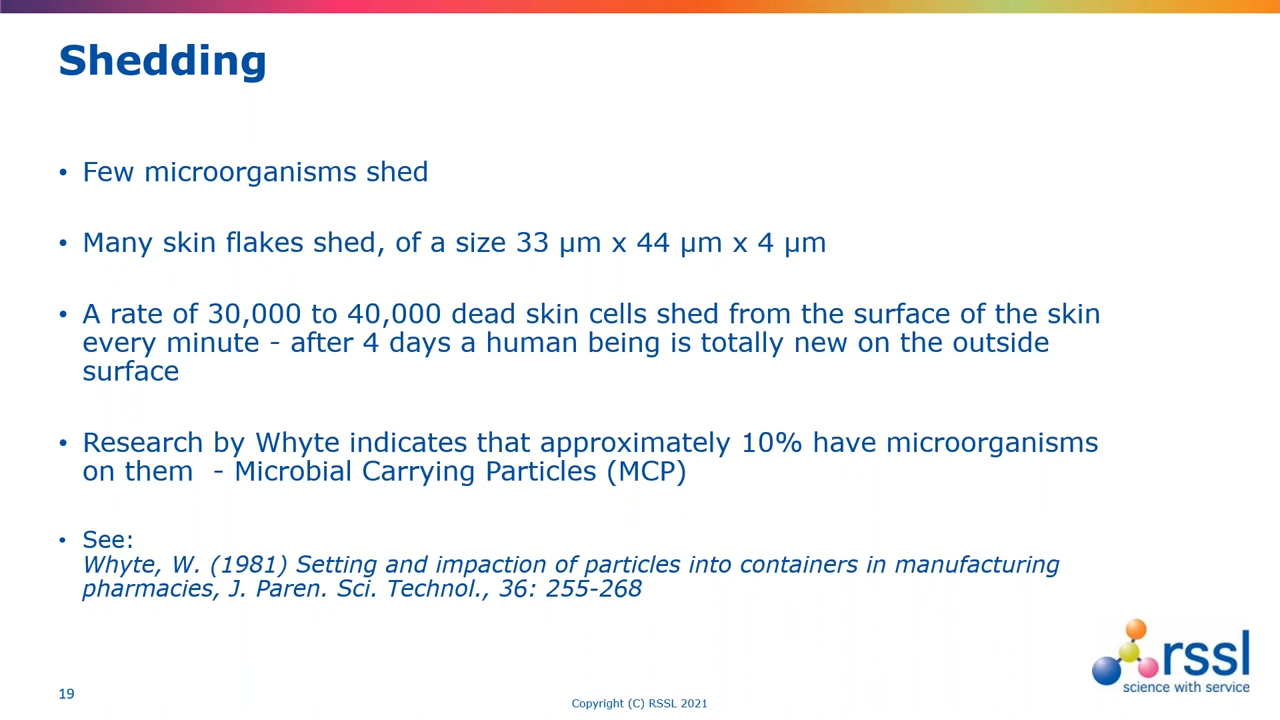 Shedding
• Few microorganisms shed
• Many skin flakes shed, of a size 33 µm x 44 µm x 4 µm
• A rate of 30,000 to 40,000 dead skin cells shed from the surface of the skin
every minute - after 4 days a human being is totally new on the outside
surface
• Research by Whyte indicates that approximately 10% have microorganisms
on them  - Microbial Carrying Particles (MCP)
• See:
Whyte, W. (1981) Setting and impaction of particles into containers in manufacturing
pharmacies, J. Paren. Sci. Technol., 36: 255-268
rssl
science with service
19
Copyright (C) RSSL 2021